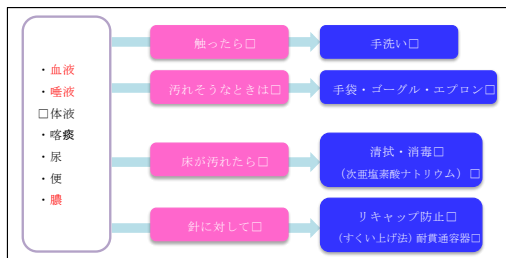 ・血液
・唾液
□体液
・喀痰
・尿
・便
・膿
触ったら□
手洗い□
汚れそうなときは□
手袋・ゴーグル・エプロン□
床が汚れたら□
清拭・消毒□
（次亜塩素酸ナトリウム）□
針に対して□
リキャップ防止□
（すくい上げ法）耐貫通容器□